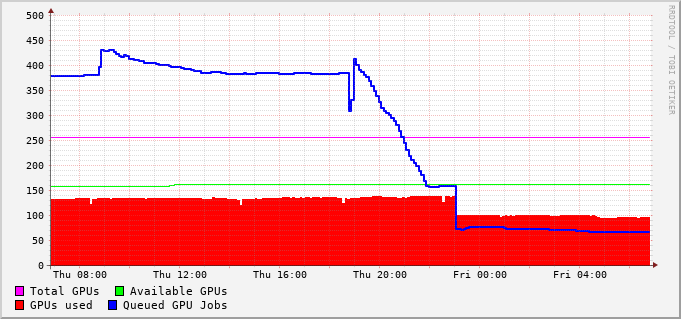 500
450
400
350
300
250
200
150
100
50
0
Thu 08:00 Thu 12:00 Thu 16:00 Thu 20:00 Fri 00:00 Fri 04:00
Total GPUs Available GPUs
GPUs used Queued GPU Jobs
RRDTOOL / TOBI OETIKER